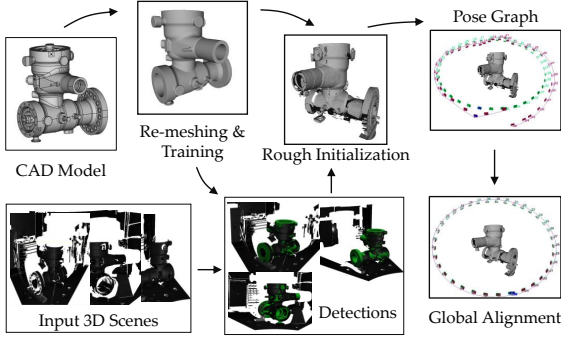 Pose Graph
Re-meshing &
Training
Rough Initialization
CAD Model
Input 3D Scenes
Detections
Global Alignment